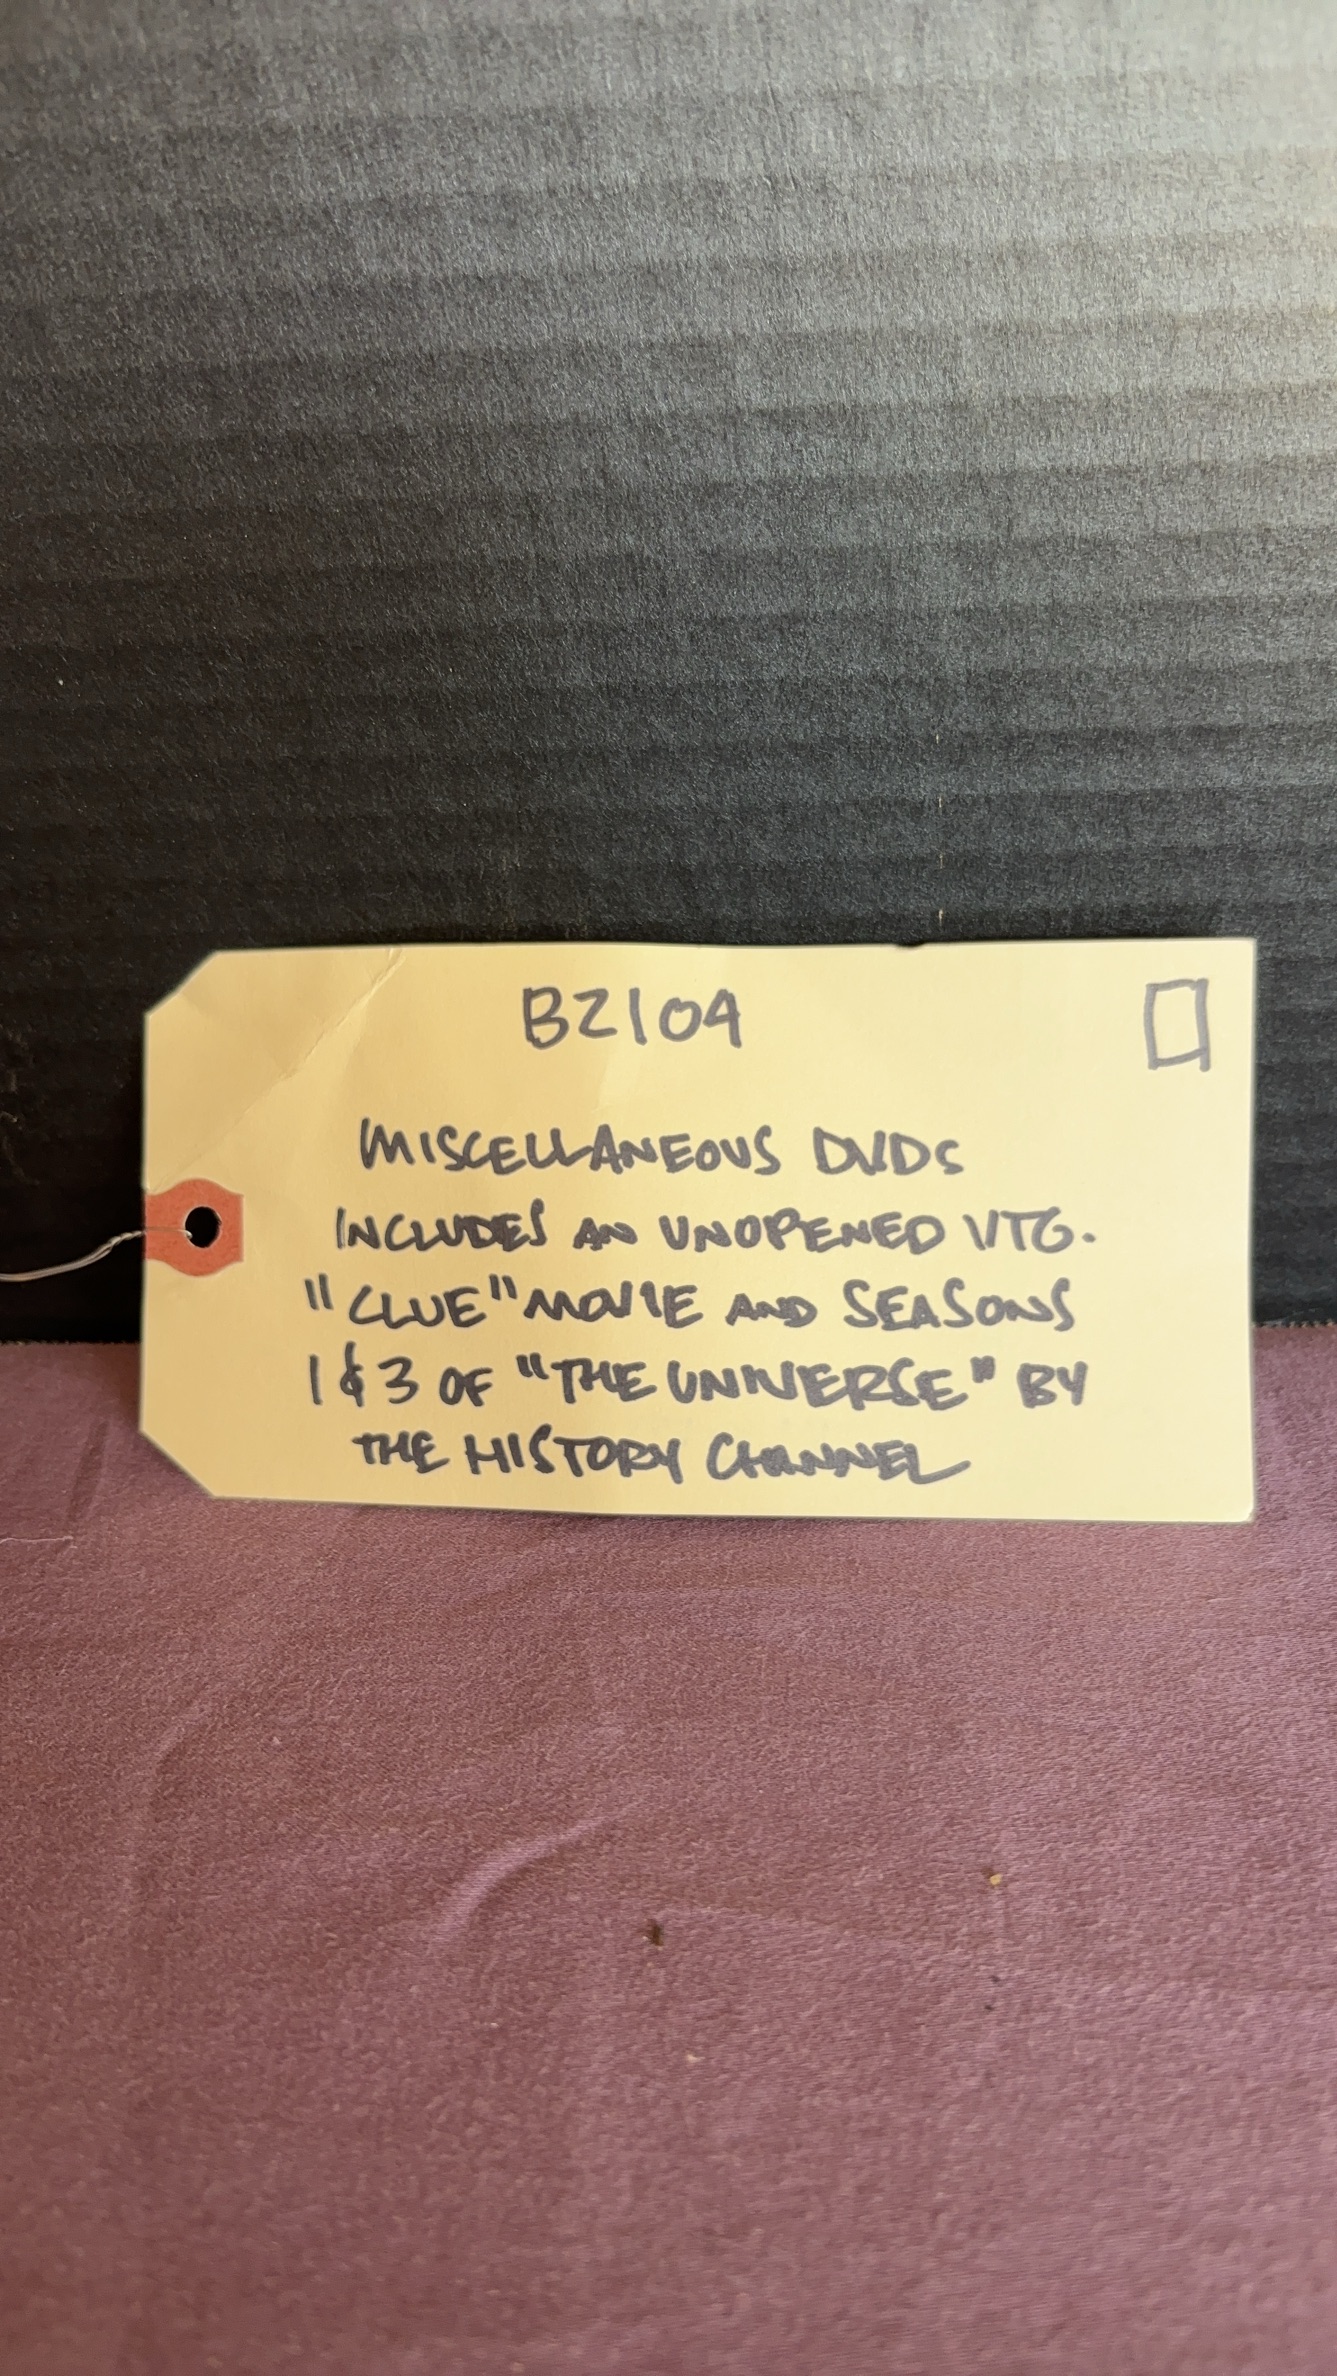 B2104
MISCELLANEOUS DVDS
INCLUDES AN UNOPENED VTG.
"CLUE" MOVIE AND SEASONS
1 & 3 OF "THE UNIVERSE" BY
THE HISTORY CHANNEL